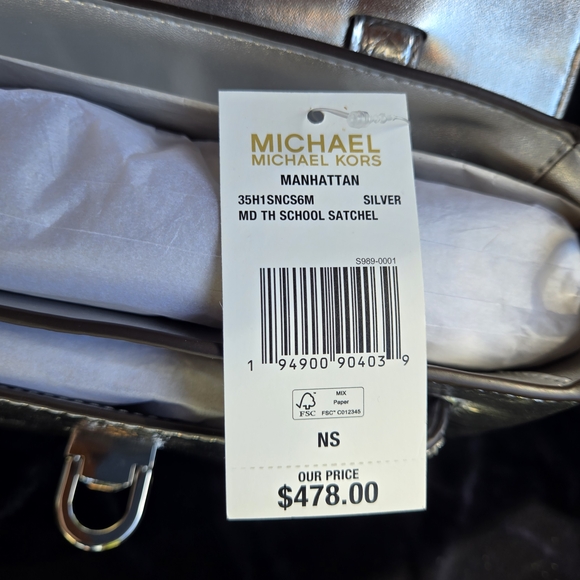 MICHAEL
MICHAEL KORS
MANHATTAN
35H1SNCS6M SILVER
MD TH SCHOOL SATCHEL
S989-0001
1 94900 90403 9
FSC
MIX
Paper
FSC® C012345
NS
OUR PRICE
$478.00